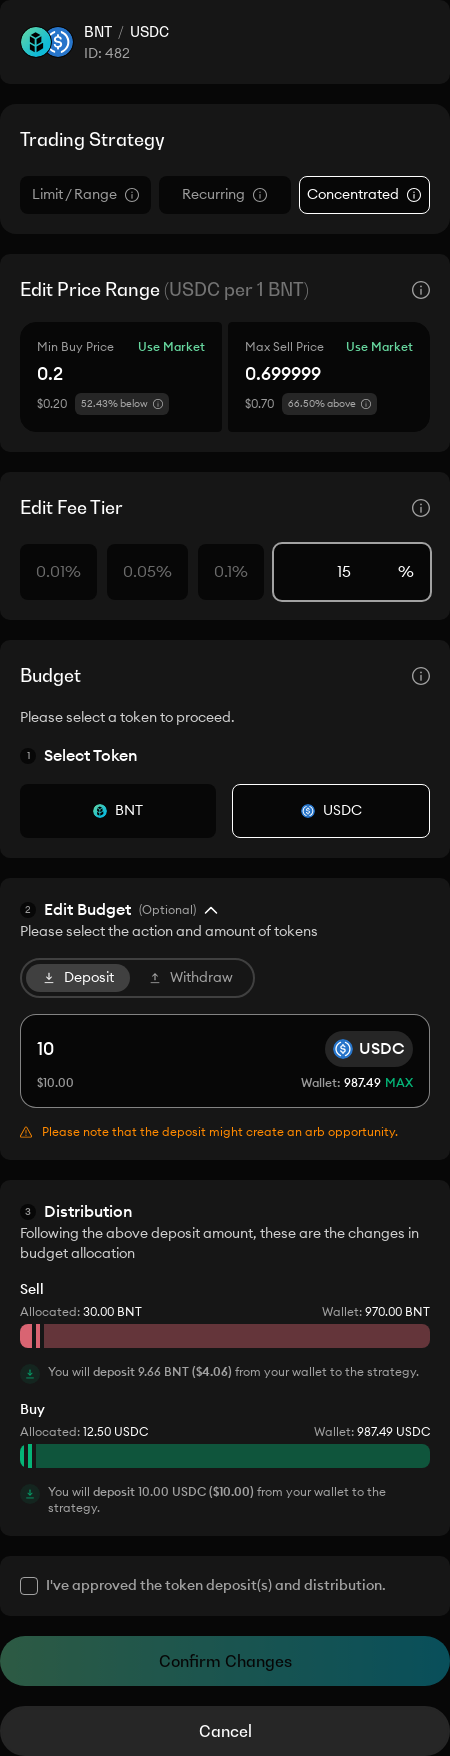 BNT / USDC
ID: 482
Trading Strategy
Limit / Range
Recurring
Concentrated
Edit Price Range (USDC per 1 BNT)
Min Buy Price Use Market
0.2
$0.20 52.43% below
Max Sell Price Use Market
0.699999
$0.70 66.50% above
Edit Fee Tier
0.01% 0.05% 0.1% 15 %
Budget
Please select a token to proceed.
1 Select Token
BNT
USDC
2 Edit Budget (Optional)
Please select the action and amount of tokens
Deposit Withdraw
10 USDC
$10.00 Wallet: 987.49 MAX
Please note that the deposit might create an arb opportunity.
3 Distribution
Following the above deposit amount, these are the changes in
budget allocation
Sell
Allocated: 30.00 BNT Wallet: 970.00 BNT
You will deposit 9.66 BNT ($4.06) from your wallet to the strategy.
Buy
Allocated: 12.50 USDC Wallet: 987.49 USDC
You will deposit 10.00 USDC ($10.00) from your wallet to the
strategy.
I've approved the token deposit(s) and distribution.
Confirm Changes
Cancel